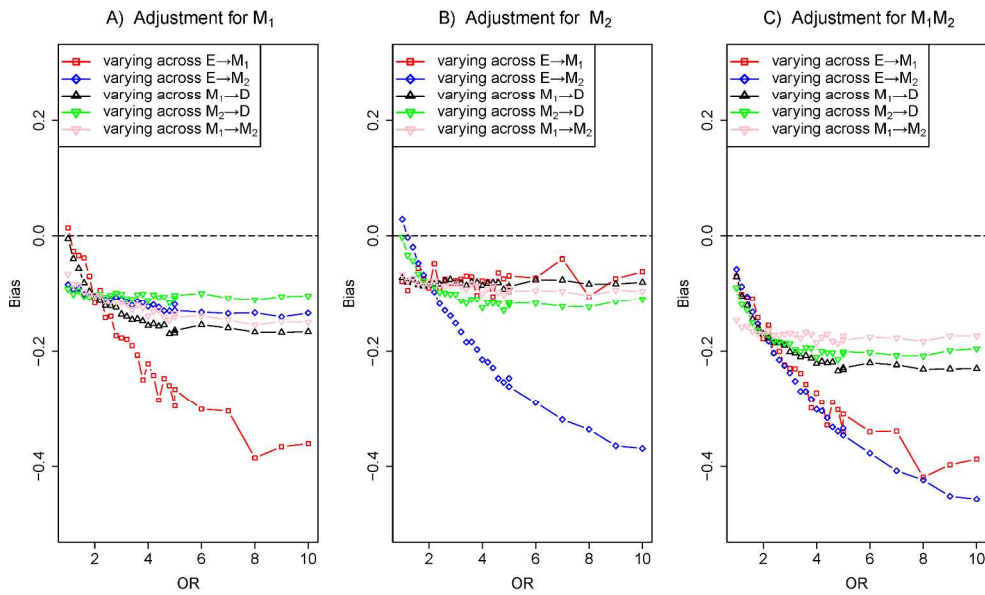 A) Adjustment for M₁
varying across E→M₁
varying across E→M₂
varying across M₁→D
varying across M₂→D
varying across M₁→M₂
Bias
0.2
0.0
−0.2
−0.4
2 4 6 8 10
OR
B) Adjustment for M₂
varying across E→M₁
varying across E→M₂
varying across M₁→D
varying across M₂→D
varying across M₁→M₂
Bias
0.2
0.0
−0.2
−0.4
2 4 6 8 10
OR
C) Adjustment for M₁M₂
varying across E→M₁
varying across E→M₂
varying across M₁→D
varying across M₂→D
varying across M₁→M₂
Bias
0.2
0.0
−0.2
−0.4
2 4 6 8 10
OR